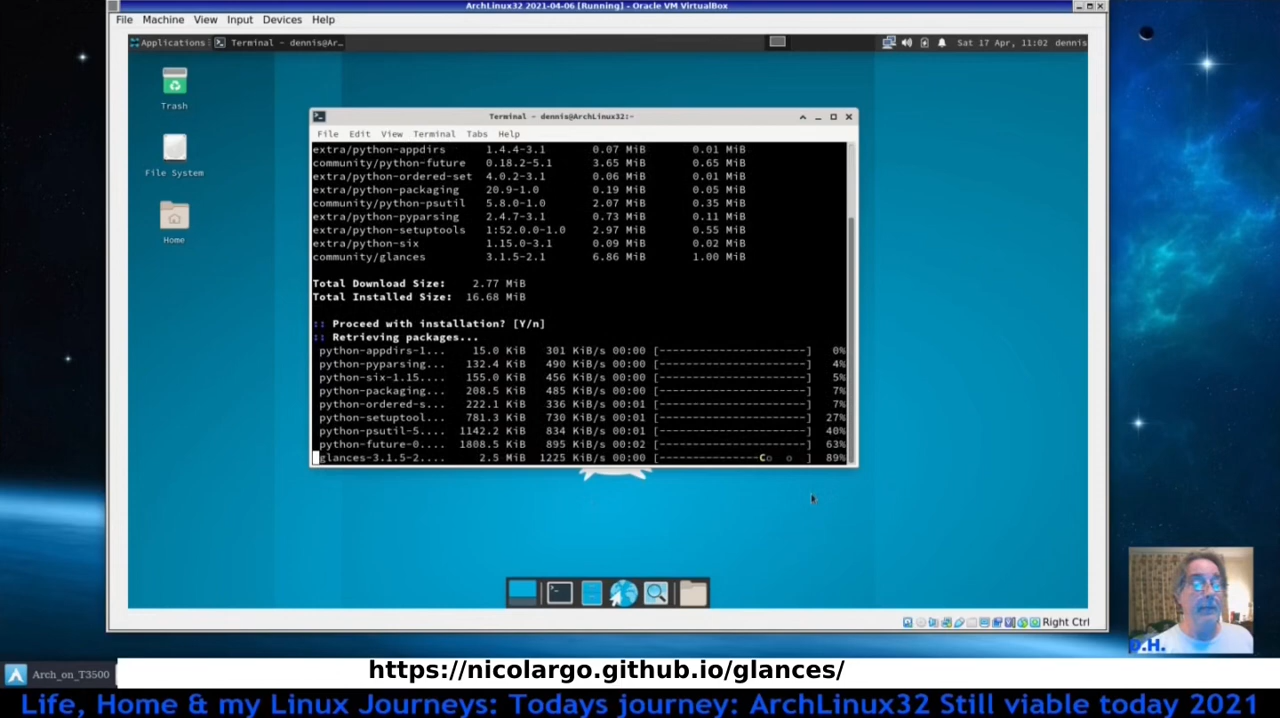 ArchLinux32 2021-04-06 [Running] - Oracle VM VirtualBox
File Machine View Input Devices Help
Applications Terminal - dennis@Ar... Sat 17 Apr, 11:02 dennis
Trash
File System
Home
Terminal - dennis@ArchLinux32:~
File Edit View Terminal Tabs Help
extra/python-appdirs 1.4.4-3.1 0.07 MiB 0.01 MiB
community/python-future 0.18.2-5.1 3.65 MiB 0.65 MiB
extra/python-ordered-set 4.0.2-3.1 0.06 MiB 0.01 MiB
extra/python-packaging 20.9-1.0 0.19 MiB 0.05 MiB
community/python-psutil 5.8.0-1.0 2.07 MiB 0.35 MiB
extra/python-pyparsing 2.4.7-3.1 0.73 MiB 0.11 MiB
extra/python-setuptools 1:52.0.0-1.0 2.97 MiB 0.55 MiB
extra/python-six 1.15.0-3.1 0.09 MiB 0.02 MiB
community/glances 3.1.5-2.1 6.86 MiB 1.00 MiB
Total Download Size: 2.77 MiB
Total Installed Size: 16.68 MiB
:: Proceed with installation? [Y/n]
:: Retrieving packages...
python-appdirs-1... 15.0 KiB 301 KiB/s 00:00 [----------------------] 0%
python-pyparsing... 132.4 KiB 490 KiB/s 00:00 [----------------------] 4%
python-six-1.15.... 155.0 KiB 456 KiB/s 00:00 [----------------------] 5%
python-packaging... 208.5 KiB 485 KiB/s 00:00 [----------------------] 7%
python-ordered-s... 222.1 KiB 336 KiB/s 00:01 [----------------------] 7%
python-setuptool... 781.3 KiB 730 KiB/s 00:01 [----------------------] 27%
python-psutil-5.... 1142.2 KiB 834 KiB/s 00:01 [----------------------] 40%
python-future-0.... 1808.5 KiB 895 KiB/s 00:02 [----------------------] 63%
glances-3.1.5-2.... 2.5 MiB 1225 KiB/s 00:00 [---------------Co  o  ] 89%
Right Ctrl
D.H.
Arch_on_T3500
https://nicolargo.github.io/glances/
Life, Home & my Linux Journeys: Todays journey: ArchLinux32 Still viable today 2021